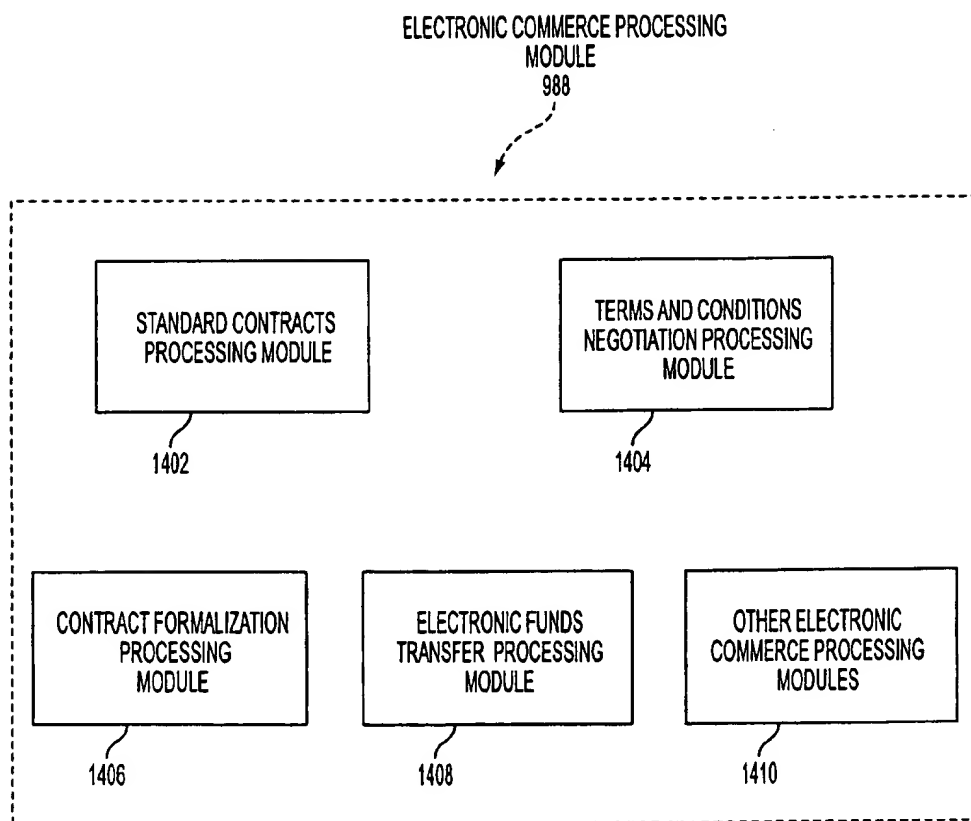 ELECTRONIC COMMERCE PROCESSING
MODULE
988
STANDARD CONTRACTS
PROCESSING MODULE
1402
TERMS AND CONDITIONS
NEGOTIATION PROCESSING
MODULE
1404
CONTRACT FORMALIZATION
PROCESSING
MODULE
1406
ELECTRONIC FUNDS
TRANSFER PROCESSING
MODULE
1408
OTHER ELECTRONIC
COMMERCE PROCESSING
MODULES
1410